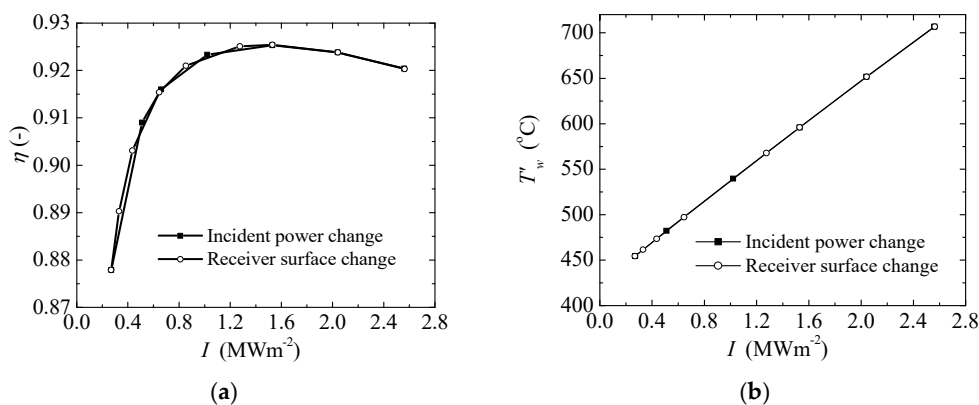 0.93
0.92
0.91
0.90
0.89
0.88
0.87
η (-)
0.0 0.4 0.8 1.2 1.6 2.0 2.4 2.8
I (MWm⁻²)
Incident power change
Receiver surface change
(a)
700
650
600
550
500
450
400
T'w (°C)
0.0 0.4 0.8 1.2 1.6 2.0 2.4 2.8
I (MWm⁻²)
Incident power change
Receiver surface change
(b)